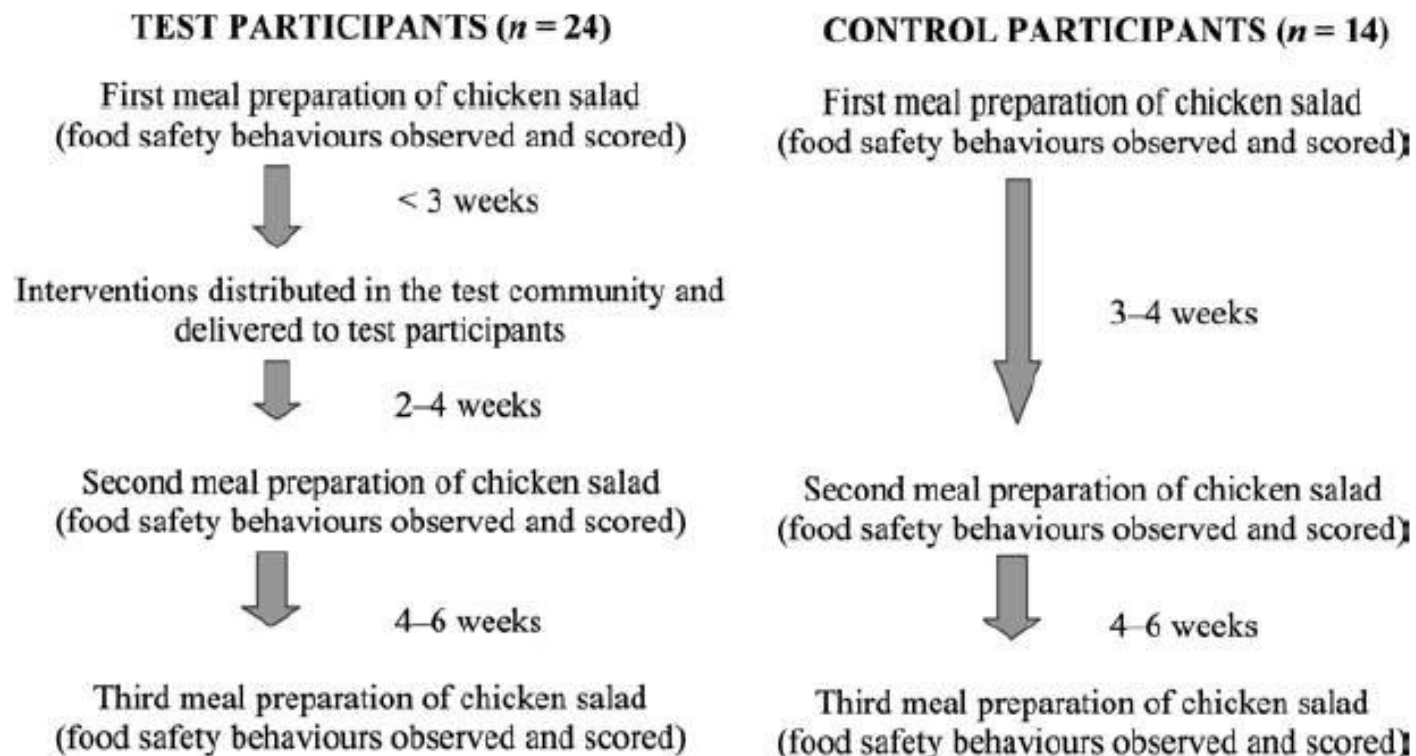 TEST PARTICIPANTS (n = 24)
First meal preparation of chicken salad
(food safety behaviours observed and scored)
< 3 weeks
Interventions distributed in the test community and
delivered to test participants
2–4 weeks
Second meal preparation of chicken salad
(food safety behaviours observed and scored)
4–6 weeks
Third meal preparation of chicken salad
(food safety behaviours observed and scored)
CONTROL PARTICIPANTS (n = 14)
First meal preparation of chicken salad
(food safety behaviours observed and scored)
3–4 weeks
Second meal preparation of chicken salad
(food safety behaviours observed and scored)
4–6 weeks
Third meal preparation of chicken salad
(food safety behaviours observed and scored)